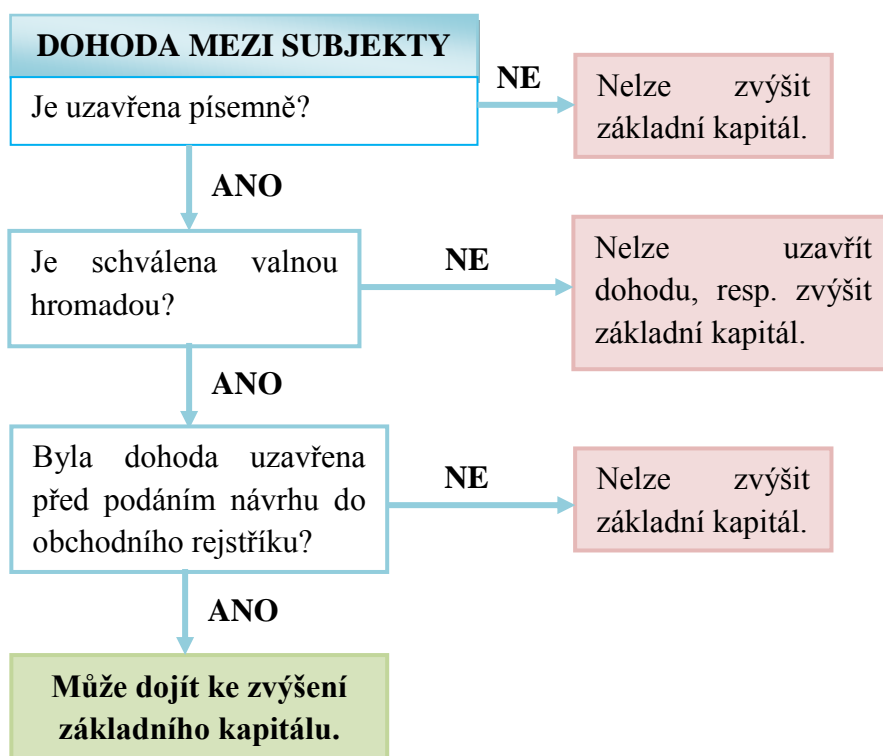 DOHODA MEZI SUBJEKTY
Je uzavřena písemně?
NE
Nelze zvýšit
základní kapitál.
ANO
Je schválena valnou
hromadou?
NE
Nelze uzavřít
dohodu, resp. zvýšit
základní kapitál.
ANO
Byla dohoda uzavřena
před podáním návrhu do
obchodního rejstříku?
NE
Nelze zvýšit
základní kapitál.
ANO
Může dojít ke zvýšení
základního kapitálu.